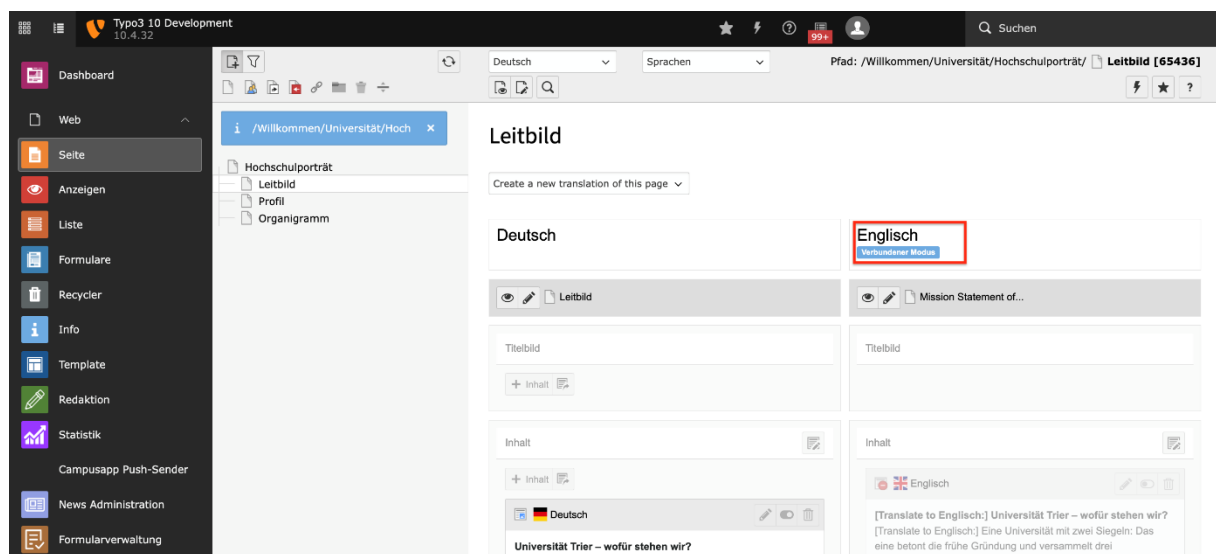 Typo3 10 Development
10.4.32
99+
Suchen
Dashboard
Web
Seite
Anzeigen
Liste
Formulare
Recycler
Info
Template
Redaktion
Statistik
Campusapp Push-Sender
News Administration
Formularverwaltung
/Willkommen/Universität/Hoch
Hochschulporträt
Leitbild
Profil
Organigramm
Deutsch
Sprachen
Pfad: /Willkommen/Universität/Hochschulporträt/ Leitbild [65436]
Leitbild
Create a new translation of this page
Deutsch
Englisch
Verbundener Modus
Leitbild
Mission Statement of...
Titelbild
Titelbild
+ Inhalt
Inhalt
Inhalt
+ Inhalt
Deutsch
Englisch
Universität Trier – wofür stehen wir?
[Translate to Englisch:] Universität Trier – wofür stehen wir?
[Translate to Englisch:] Eine Universität mit zwei Siegeln: Das
eine betont die frühe Gründung und versammelt drei